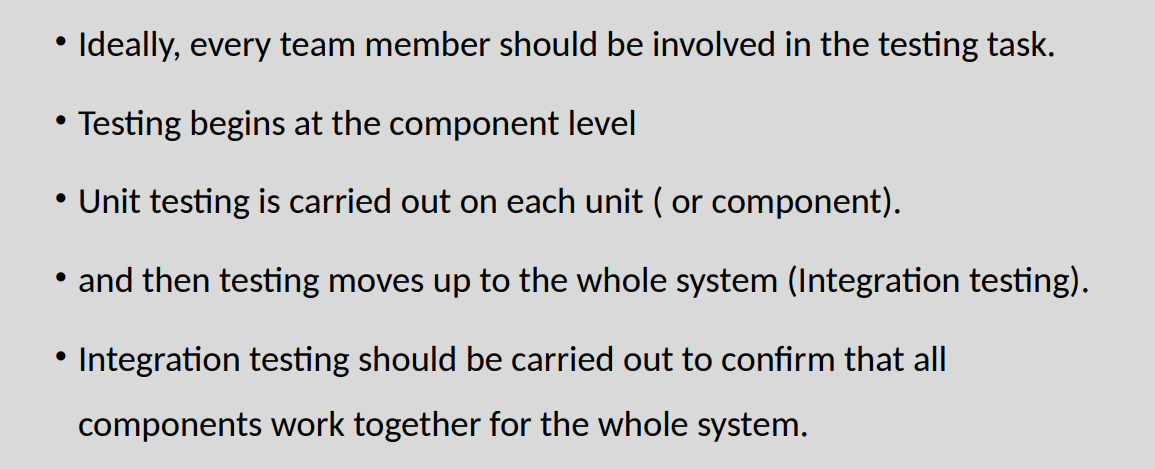 • Ideally, every team member should be involved in the testing task.
• Testing begins at the component level
• Unit testing is carried out on each unit ( or component).
• and then testing moves up to the whole system (Integration testing).
• Integration testing should be carried out to confirm that all
components work together for the whole system.